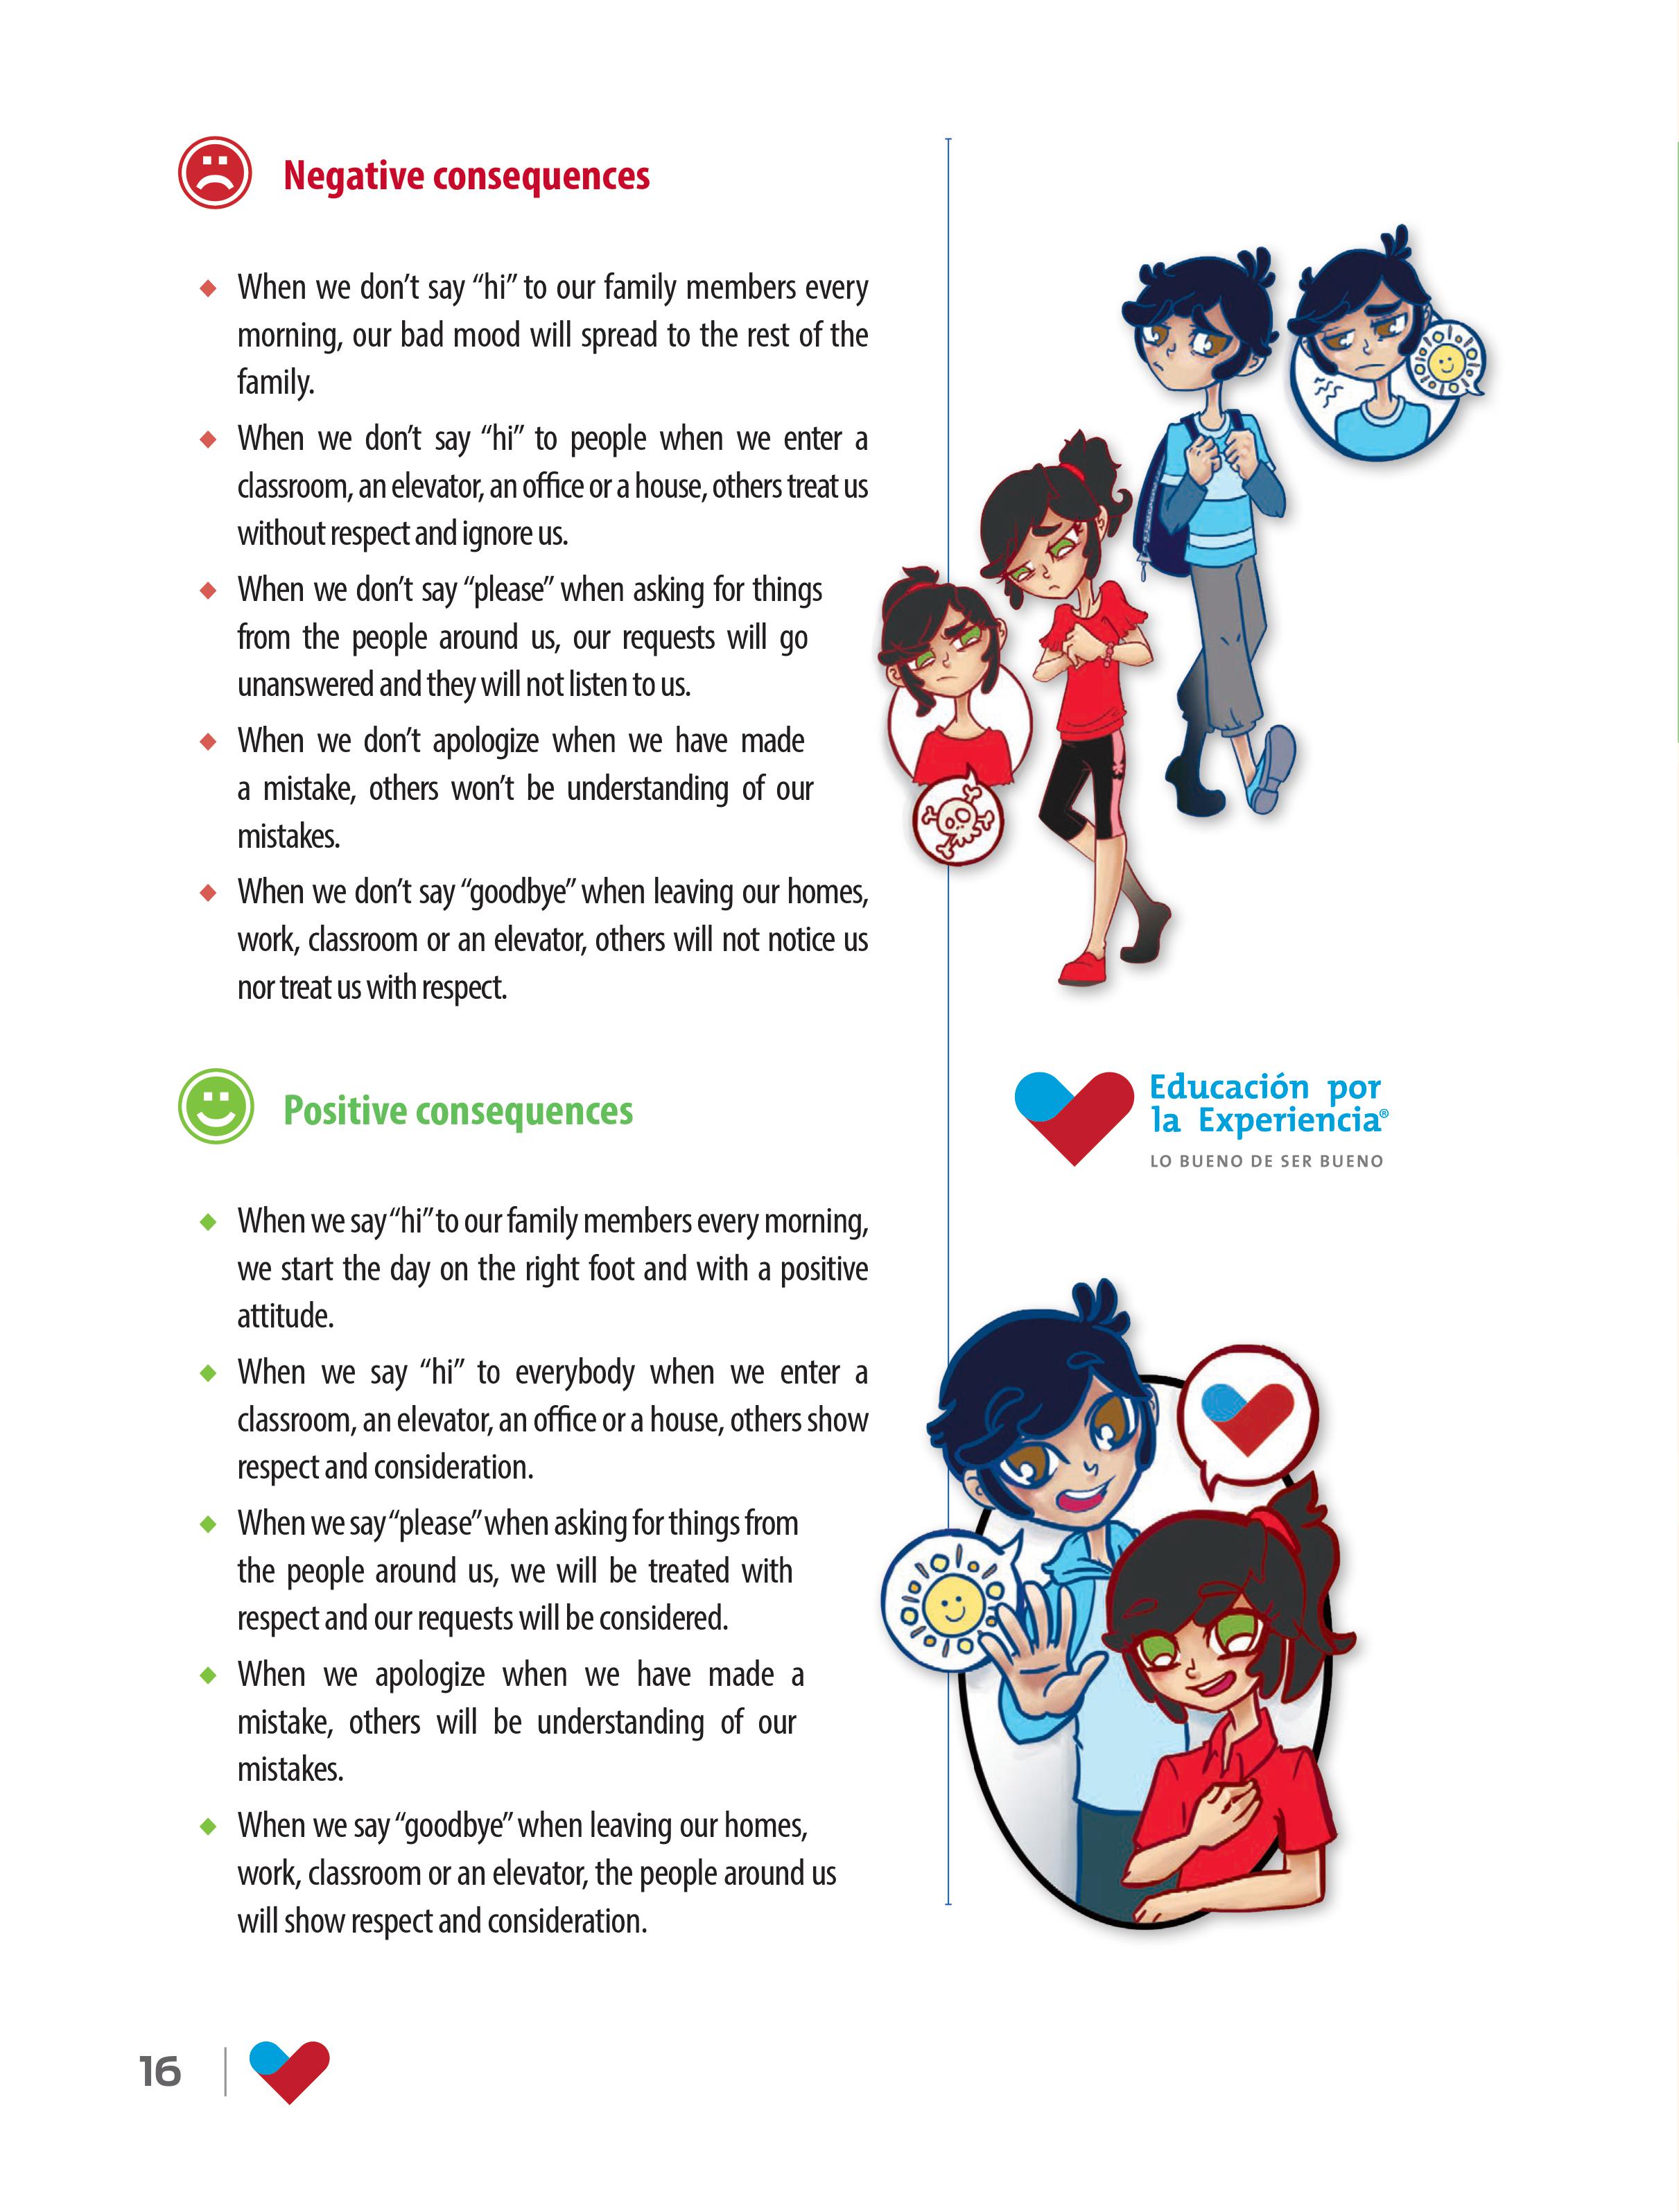 Negative consequences
◆ When we don’t say “hi” to our family members every
morning, our bad mood will spread to the rest of the
family.
◆ When we don’t say “hi” to people when we enter a
classroom, an elevator, an office or a house, others treat us
without respect and ignore us.
◆ When we don’t say “please” when asking for things
from the people around us, our requests will go
unanswered and they will not listen to us.
◆ When we don’t apologize when we have made
a mistake, others won’t be understanding of our
mistakes.
◆ When we don’t say “goodbye” when leaving our homes,
work, classroom or an elevator, others will not notice us
nor treat us with respect.
Positive consequences
◆ When we say “hi” to our family members every morning,
we start the day on the right foot and with a positive
attitude.
◆ When we say “hi” to everybody when we enter a
classroom, an elevator, an office or a house, others show
respect and consideration.
◆ When we say “please” when asking for things from
the people around us, we will be treated with
respect and our requests will be considered.
◆ When we apologize when we have made a
mistake, others will be understanding of our
mistakes.
◆ When we say “goodbye” when leaving our homes,
work, classroom or an elevator, the people around us
will show respect and consideration.
Educación por
la Experiencia®
LO BUENO DE SER BUENO
16